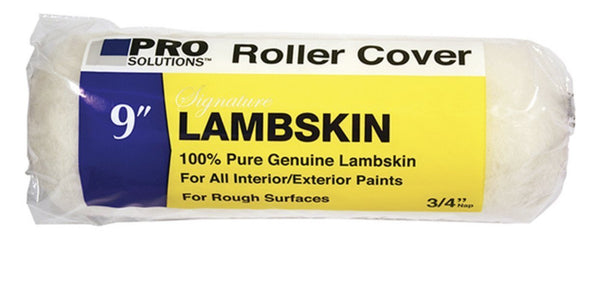 PRO
SOLUTIONS™
Roller Cover
9"
Signature
LAMBSKIN
100% Pure Genuine Lambskin
For All Interior/Exterior Paints
For Rough Surfaces
3/4"
Nap